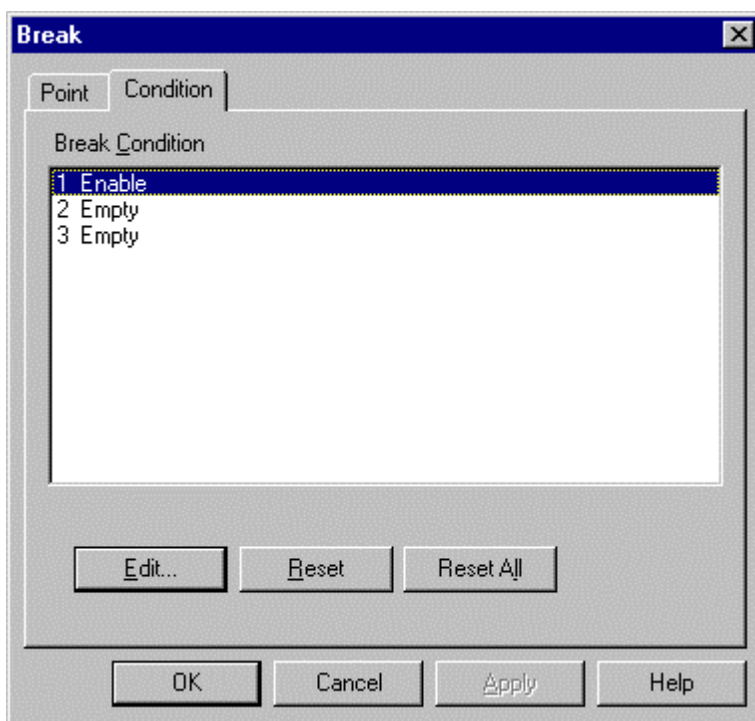 Break
Point Condition
Break Condition
1 Enable
2 Empty
3 Empty
Edit... Reset Reset All
OK Cancel Apply Help